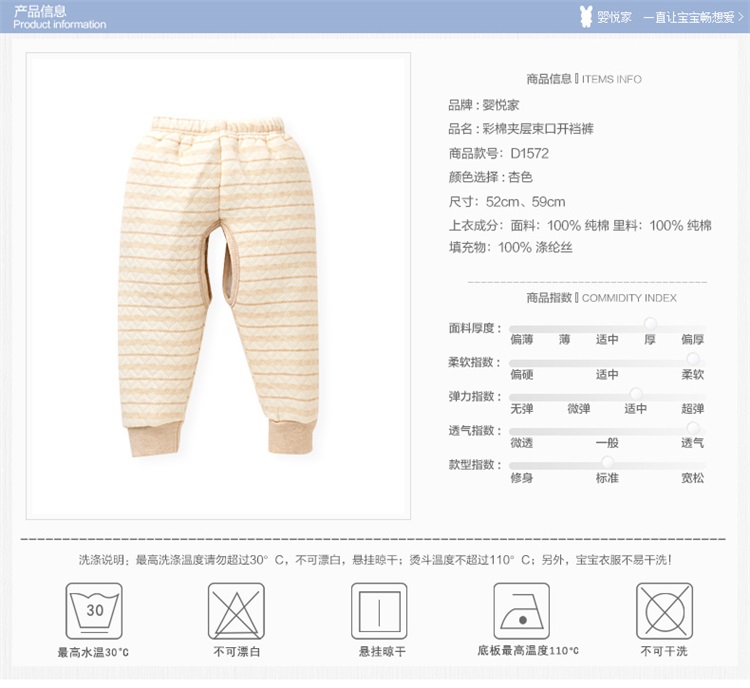 产品信息
Product information
婴悦家 一直让宝宝畅想爱
商品信息 ITEMS INFO
品牌：婴悦家
品名：彩棉夹层束口开裆裤
商品款号：D1572
颜色选择：杏色
尺寸：52cm、59cm
上衣成分：面料：100% 纯棉 里料：100% 纯棉
填充物：100% 涤纶丝
商品指数 COMMIDITY INDEX
面料厚度：
偏薄 薄 适中 厚 偏厚
柔软指数：
偏硬 适中 柔软
弹力指数：
无弹 微弹 适中 超弹
透气指数：
微透 一般 透气
款型指数：
修身 标准 宽松
洗涤说明：最高洗涤温度请勿超过30°C，不可漂白，悬挂晾干；烫斗温度不超过110°C；另外，宝宝衣服不易干洗！
30
最高水温30°C 不可漂白 悬挂晾干 底板最高温度110°C 不可干洗